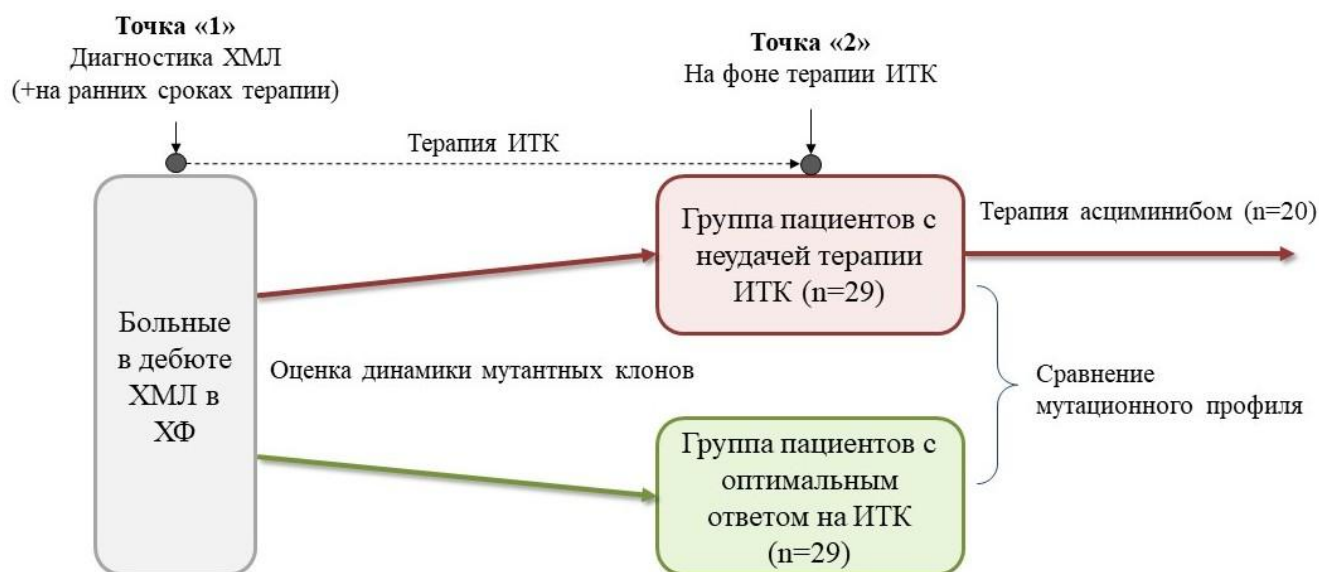 Точка «1»
Диагностика ХМЛ
(+на ранних сроках терапии)
Точка «2»
На фоне терапии ИТК
Терапия ИТК
Больные
в дебюте
ХМЛ в
ХФ
Группа пациентов с
неудачей терапии
ИТК (n=29)
Терапия асциминибом (n=20)
Оценка динамики мутантных клонов
Сравнение
мутационного профиля
Группа пациентов с
оптимальным
ответом на ИТК
(n=29)